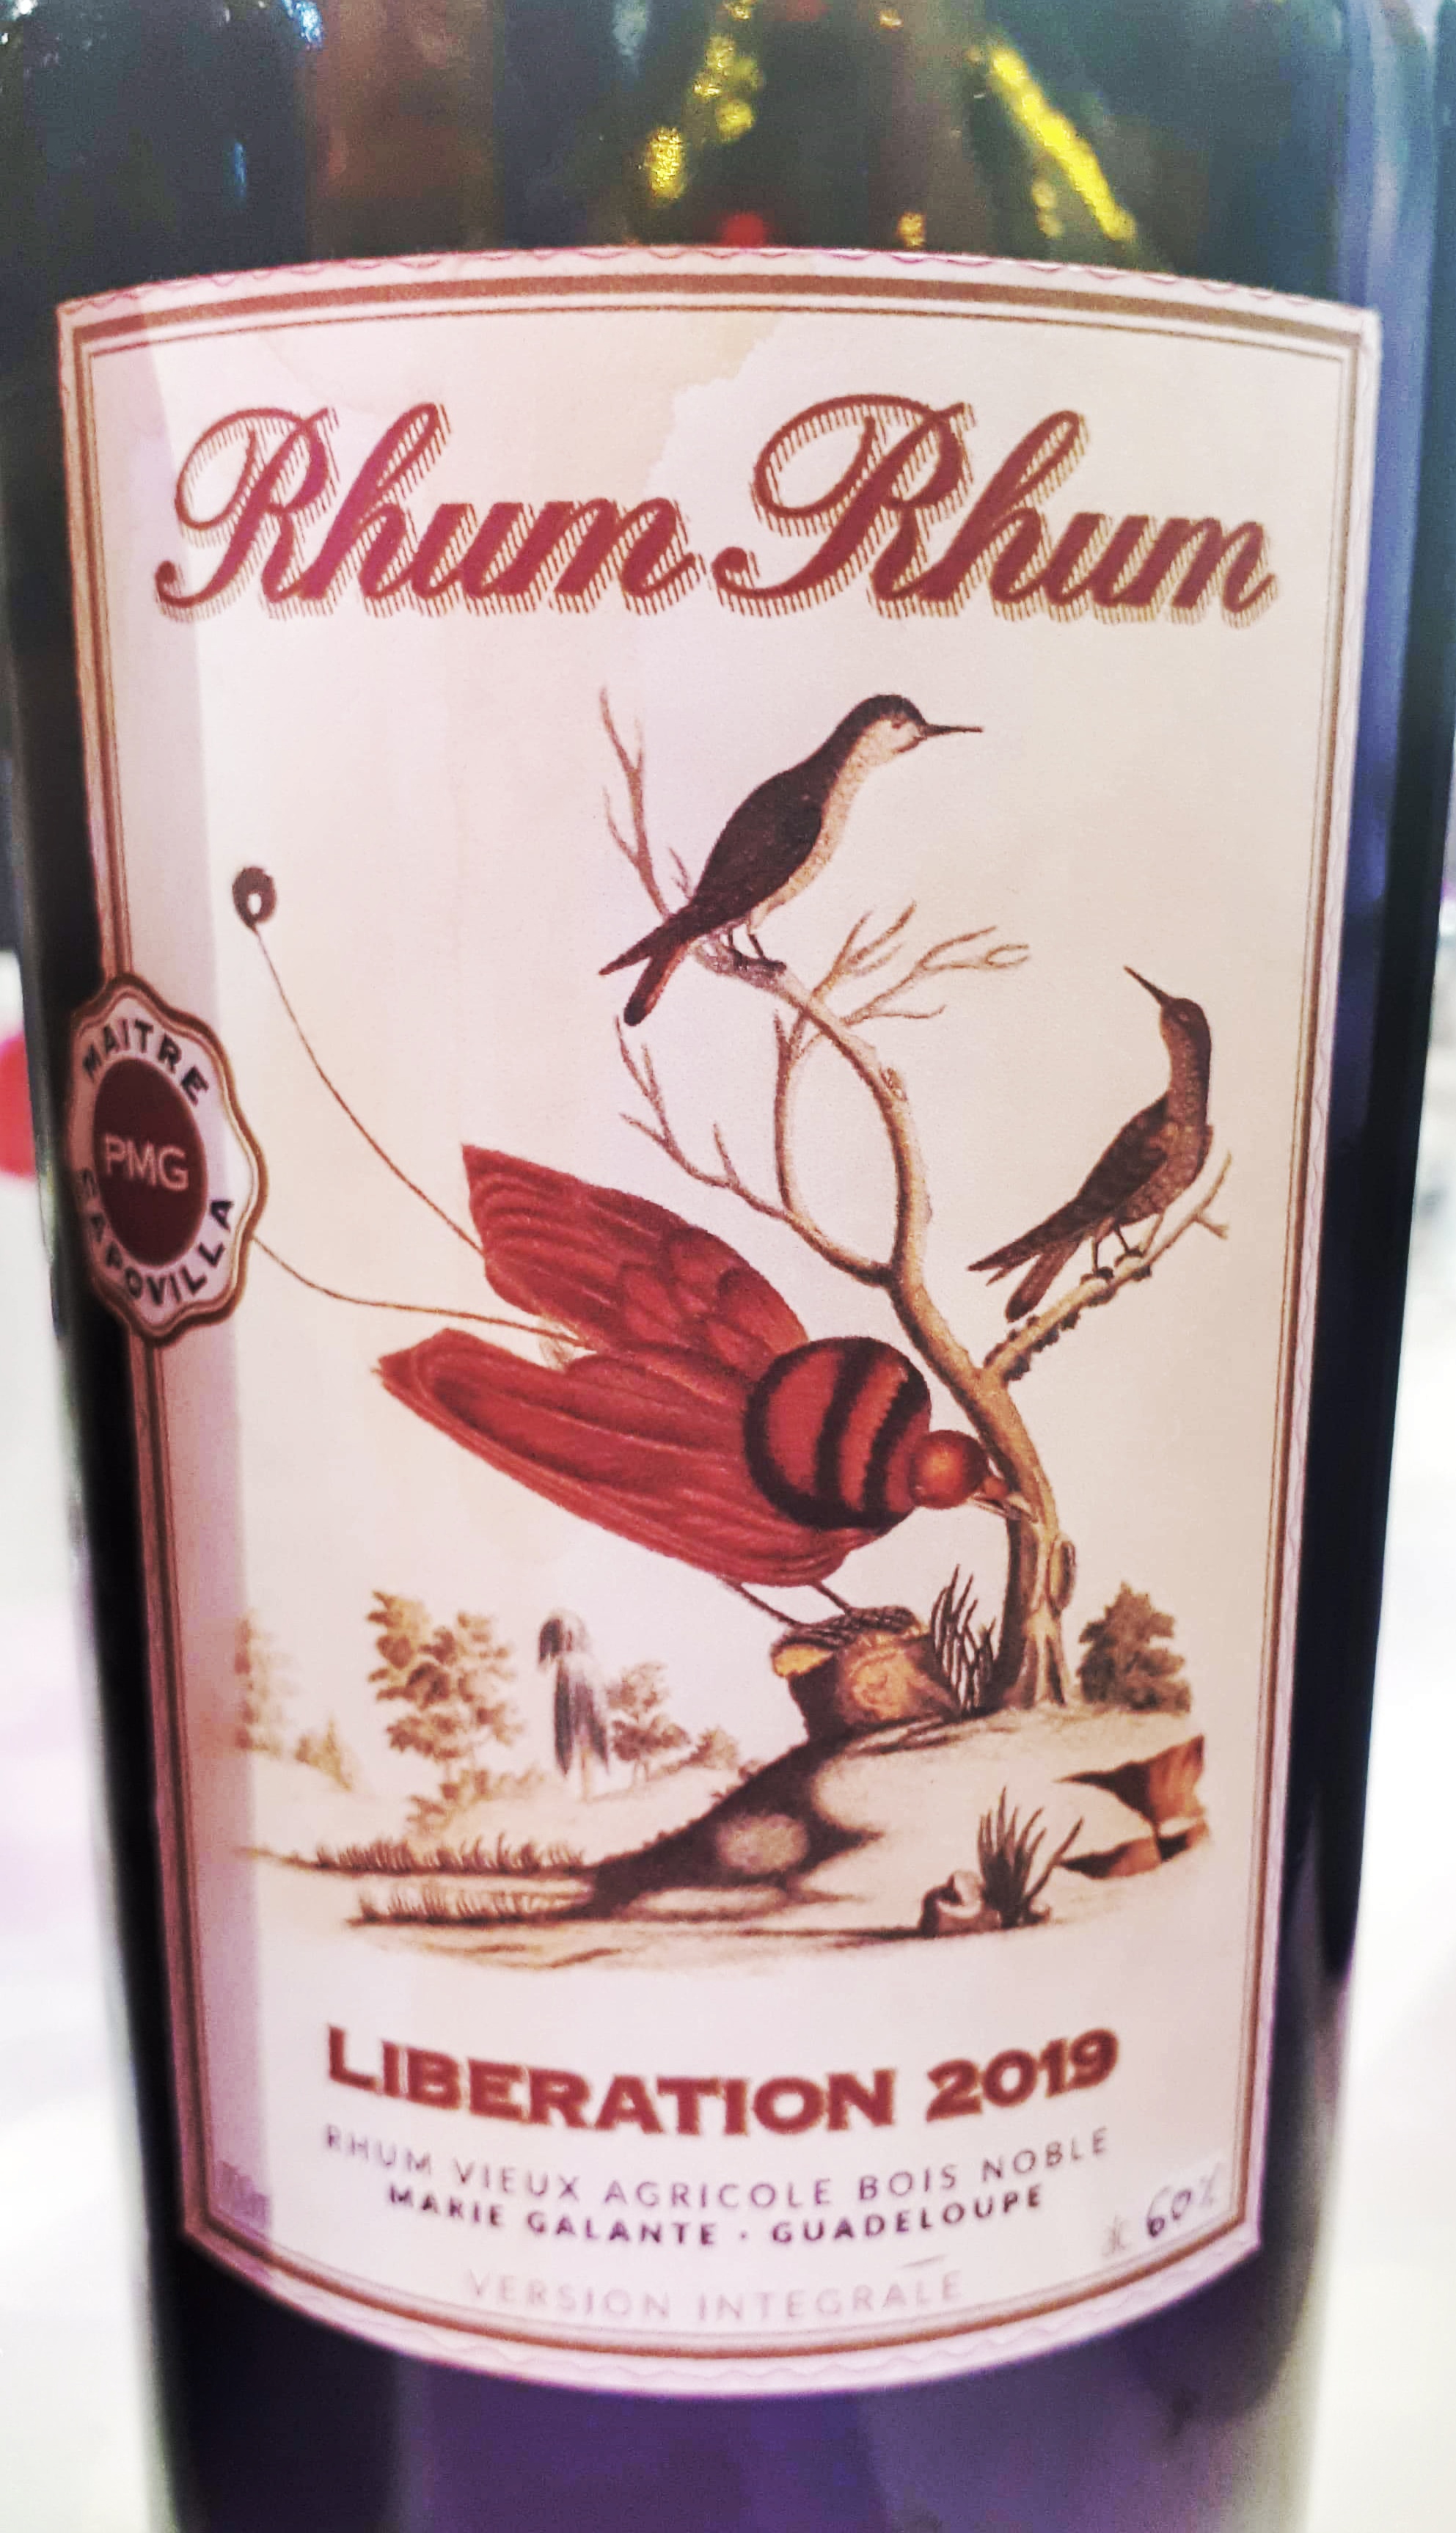 Rhum Rhum
MAITRE
PMG
CAPOVILLA
LIBERATION 2019
RHUM VIEUX AGRICOLE BOIS NOBLE
MARIE GALANTE · GUADELOUPE
60%
VERSION INTEGRALE